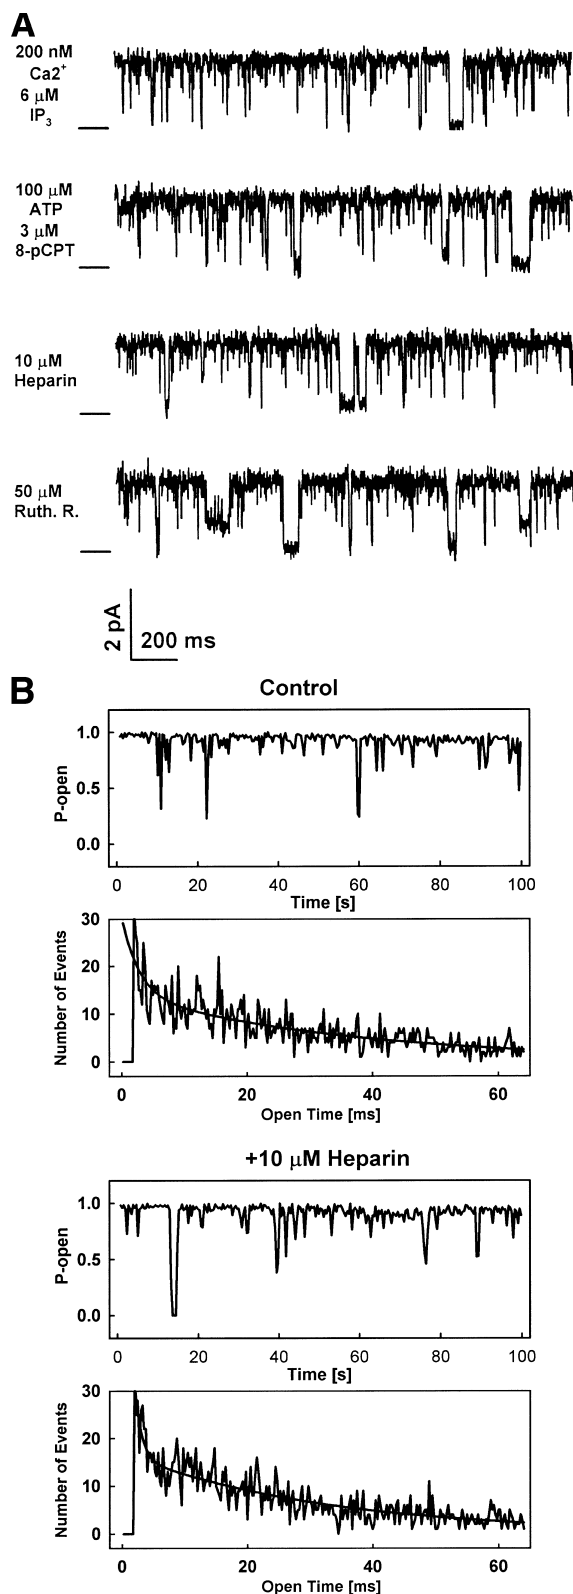 A
200 nM
Ca2+
6 μM
IP3
100 μM
ATP
3 μM
8-pCPT
10 μM
Heparin
50 μM
Ruth. R.
2 pA
200 ms
B
Control
P-open
1.0
0.5
0.0
0 20 40 60 80 100
Time [s]
Number of Events
30
20
10
0
0 20 40 60
Open Time [ms]
+10 μM Heparin
P-open
1.0
0.5
0.0
0 20 40 60 80 100
Time [s]
Number of Events
30
20
10
0
0 20 40 60
Open Time [ms]